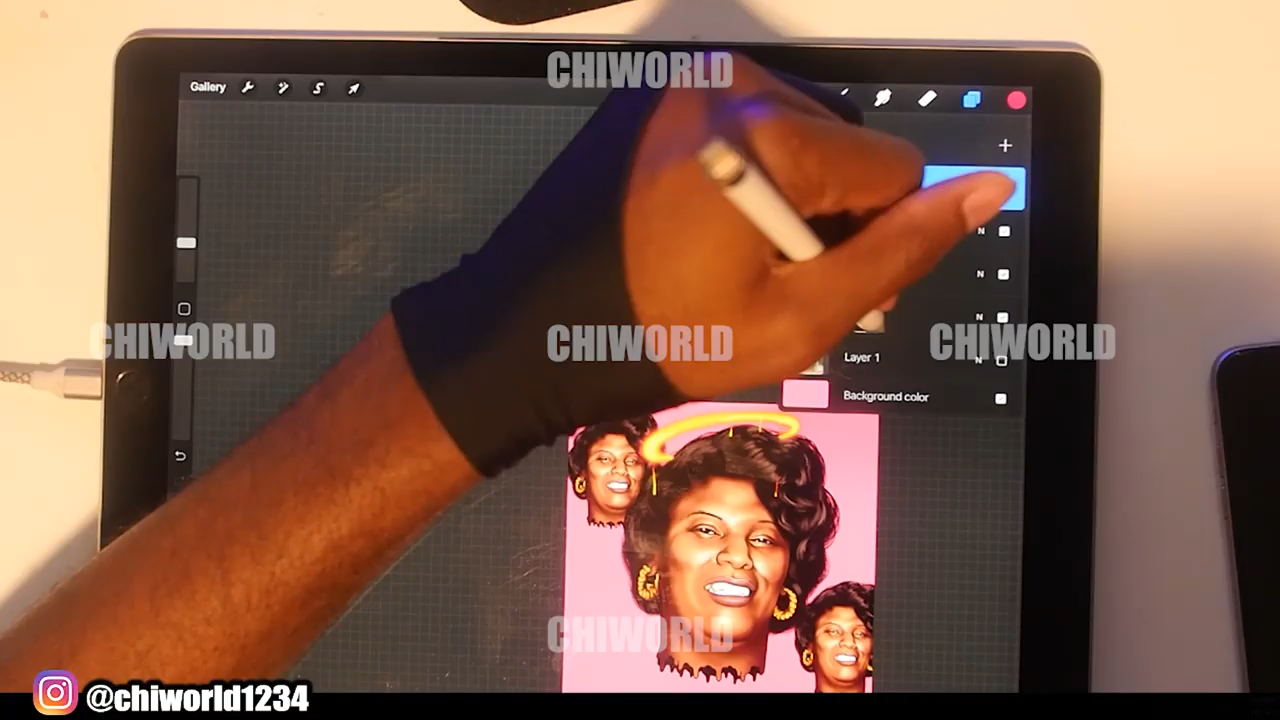 CHIWORLD
Gallery
N
N
N
CHIWORLD CHIWORLD CHIWORLD
Layer 1 N
Background color
CHIWORLD
@chiworld1234